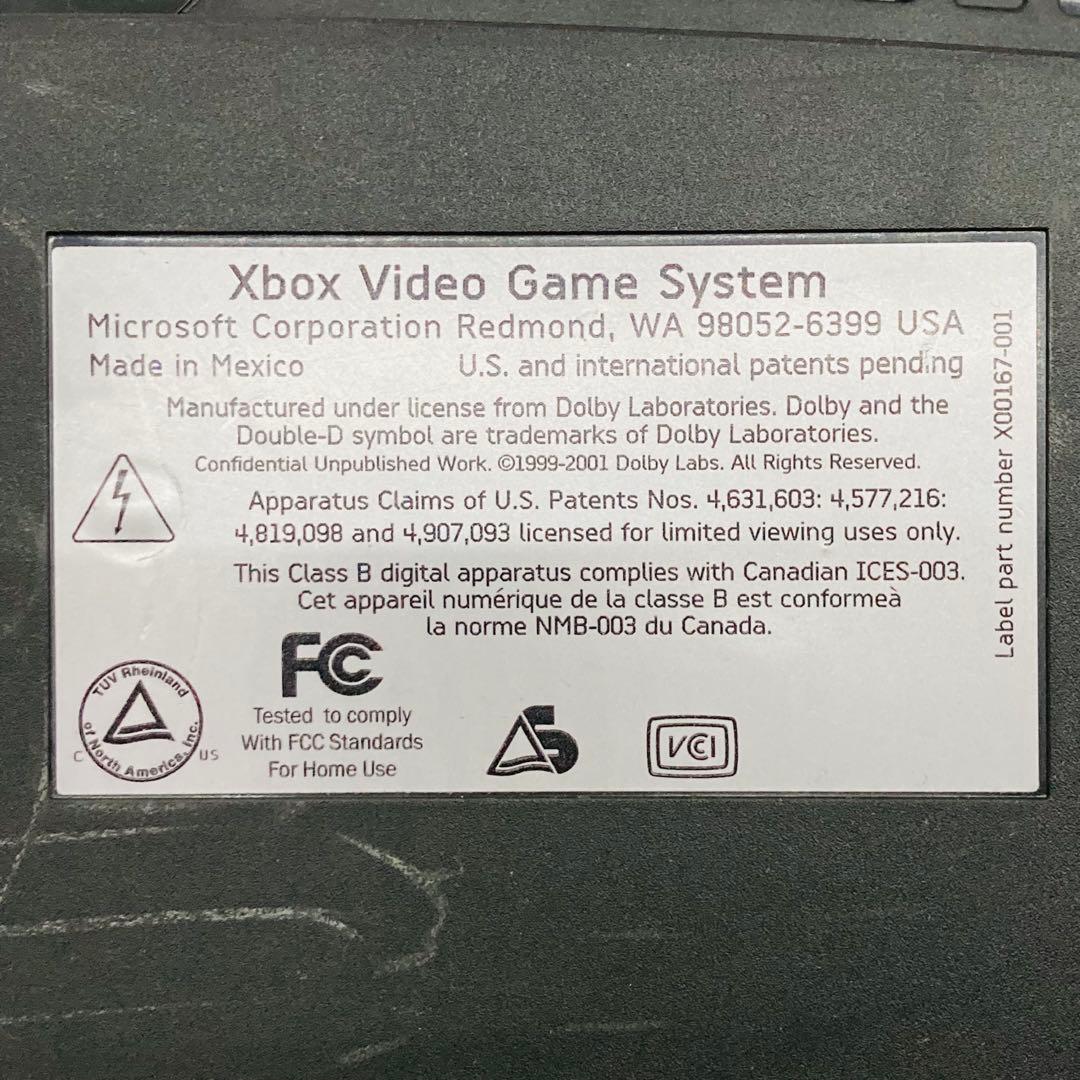 Xbox Video Game System
Microsoft Corporation Redmond, WA 98052-6399 USA
Made in Mexico U.S. and international patents pending
Manufactured under license from Dolby Laboratories. Dolby and the
Double-D symbol are trademarks of Dolby Laboratories.
Confidential Unpublished Work. ©1999-2001 Dolby Labs. All Rights Reserved.
Apparatus Claims of U.S. Patents Nos. 4,631,603: 4,577,216:
4,819,098 and 4,907,093 licensed for limited viewing uses only.
This Class B digital apparatus complies with Canadian ICES-003.
Cet appareil numérique de la classe B est conformeà
la norme NMB-003 du Canada.
Label part number X00167-001
TUV Rheinland
of North America, Inc.
C US
FC
Tested to comply
With FCC Standards
For Home Use
S
VCI